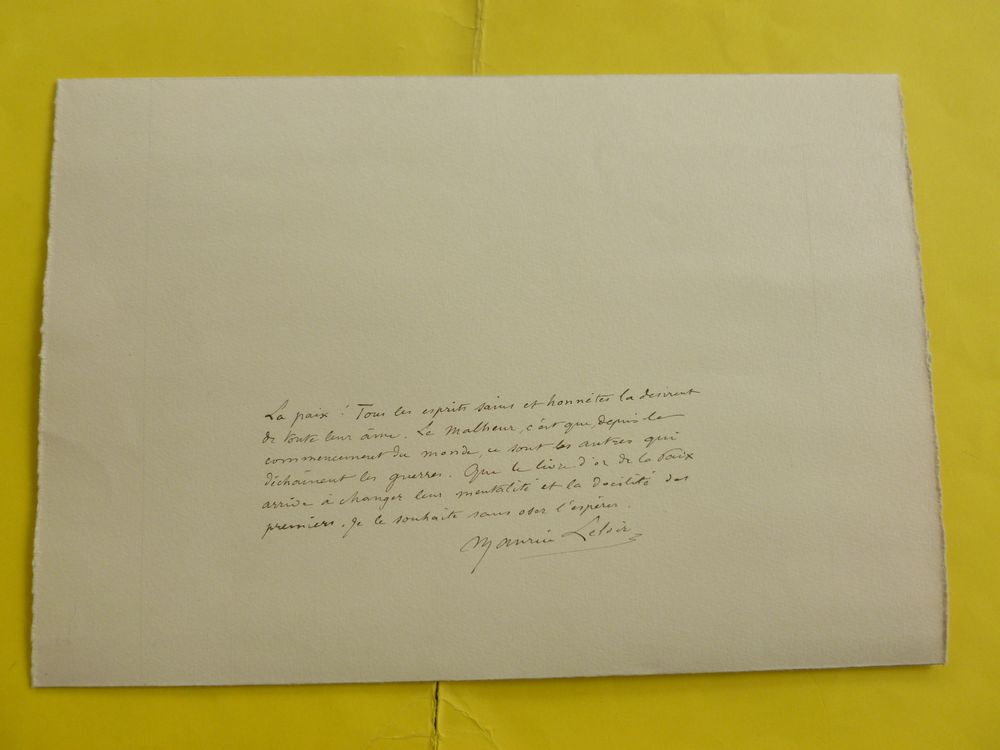 La paix ! Tous les esprits sains et honnêtes la désirent
de toute leur âme. Le Malheur, c'est que, depuis le
commencement du monde, ce sont les autres qui
déchaînent les guerres. Que le livre d'or de la Paix
arrive à changer leur mentalité et la docilité des
premiers, je le souhaite sans oser l'espérer.
Maurice Leloir